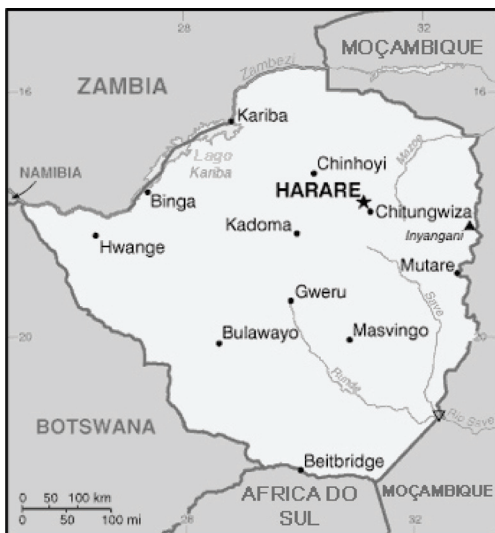 28
32
MOÇAMBIQUE
Zambezi
ZAMBIA
16
16
Kariba
Lago
Kariba
Mazoe
Chinhoyi
NAMIBIA
HARARE
Binga
Chitungwiza
Kadoma
Inyangani
Hwange
Mutare
Gweru
Save
20
Bulawayo
Masvingo
20
Runde
BOTSWANA
Rio Save
Beitbridge
0 50 100 km
0 50 100 mi
AFRICA DO
SUL
MOÇAMBIQUE
28
32